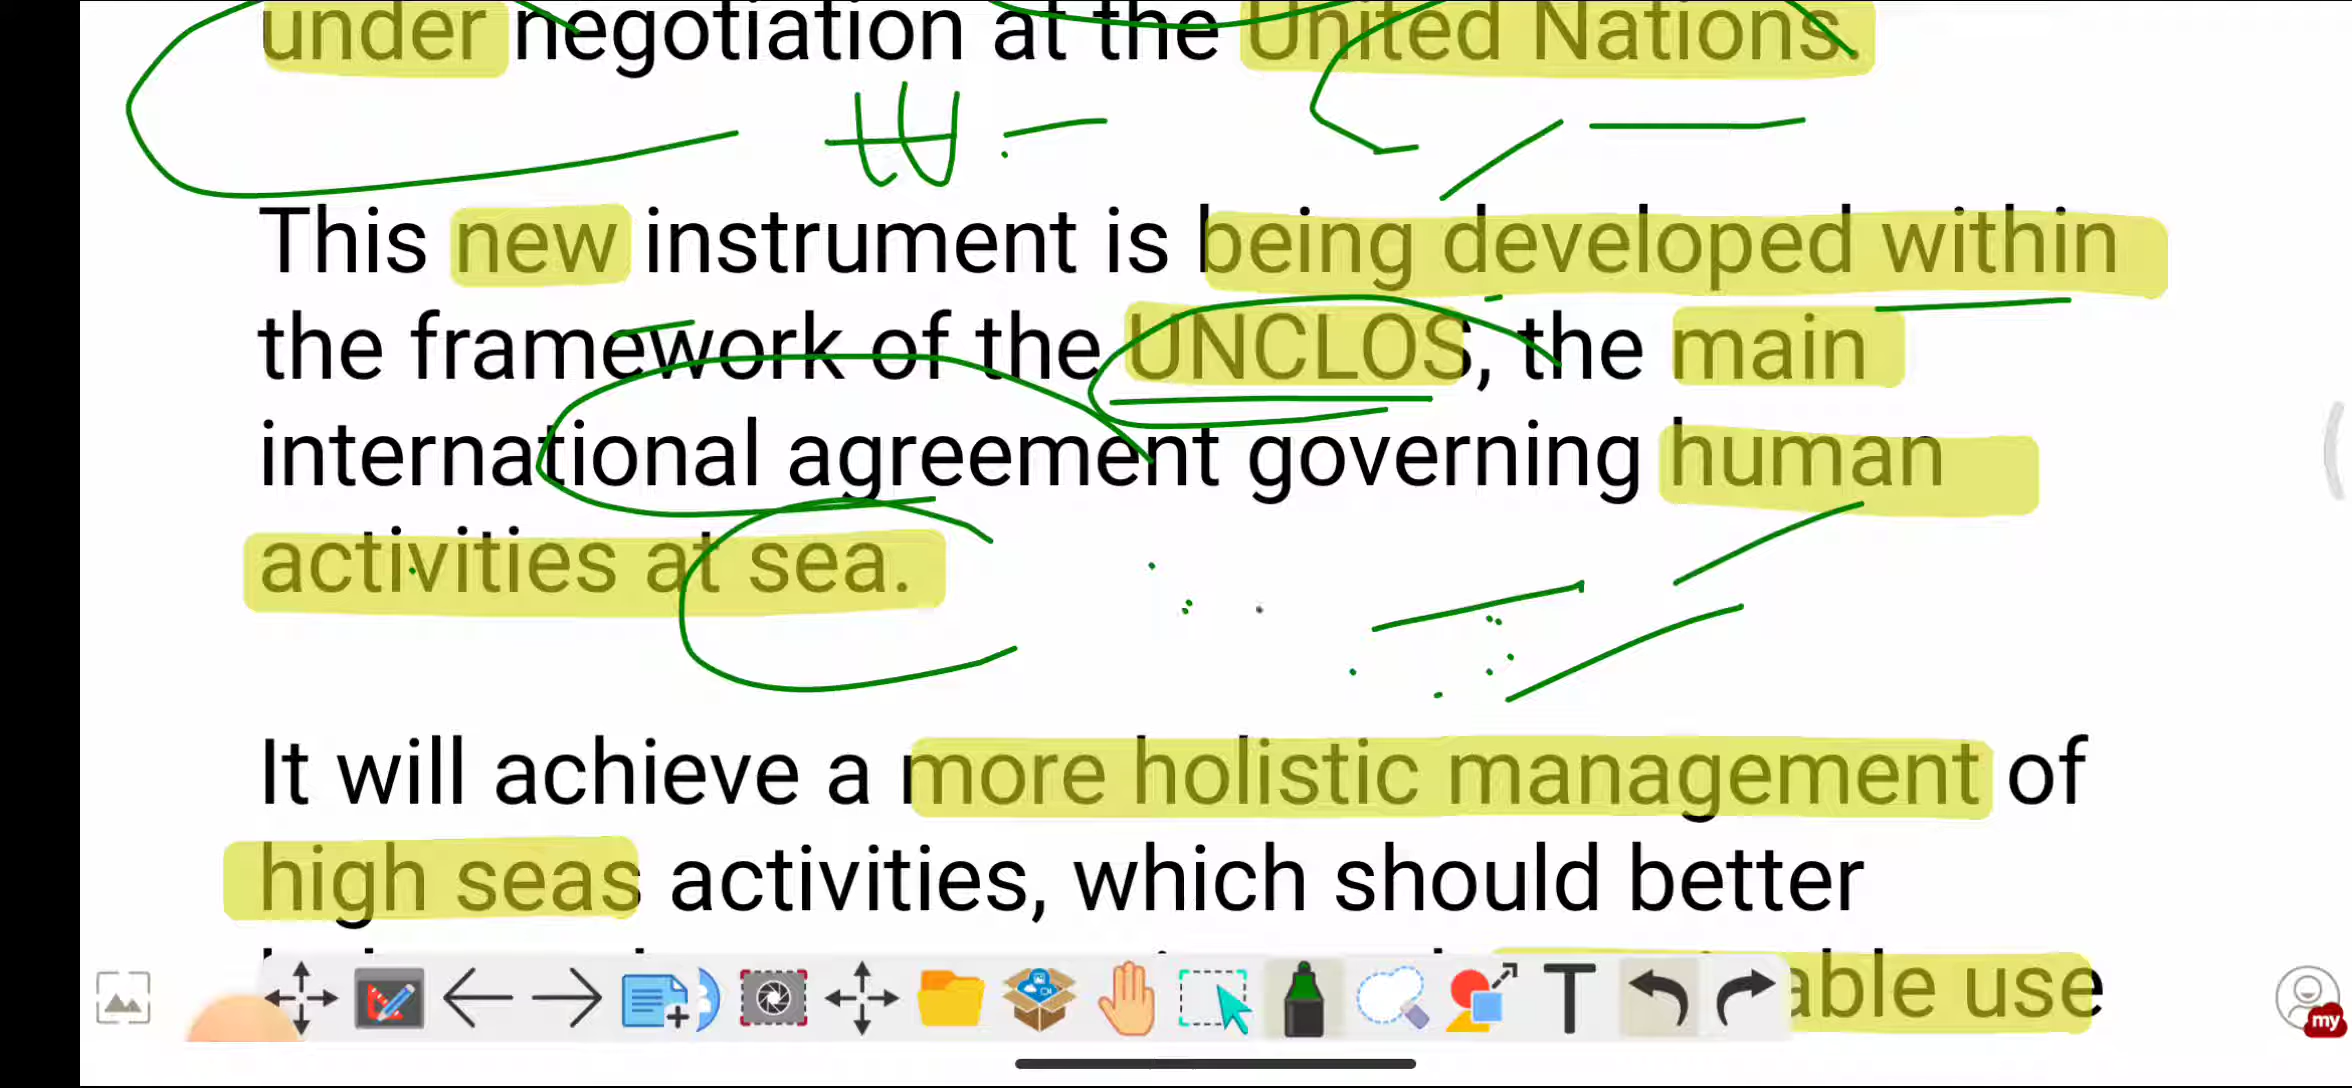 under negotiation at the United Nations.
This new instrument is being developed within
the framework of the UNCLOS, the main
international agreement governing human
activities at sea.
It will achieve a more holistic management of
high seas activities, which should better
able use
T
my